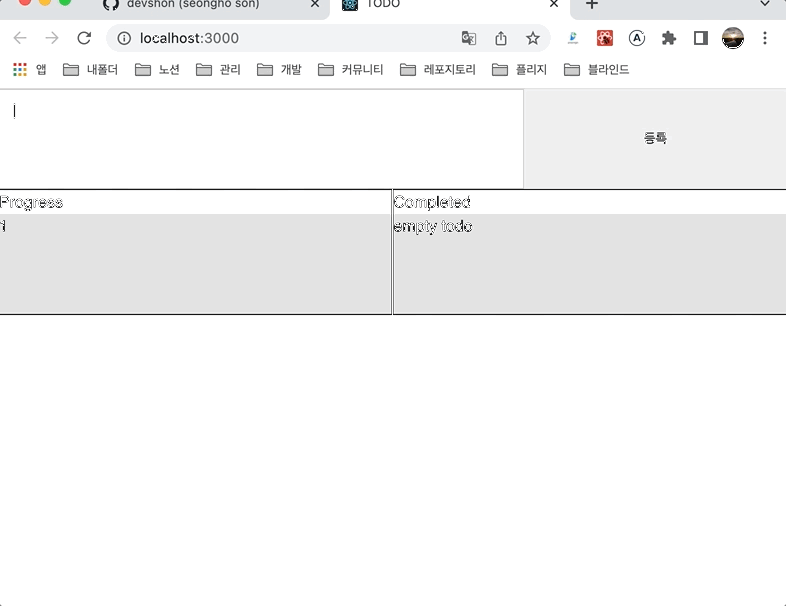 devshon (seongho son)
TODO
localhost:3000
앱 내폴더 노션 관리 개발 커뮤니티 레포지토리 플리지 블라인드
등록
Progress Completed
1 empty todo